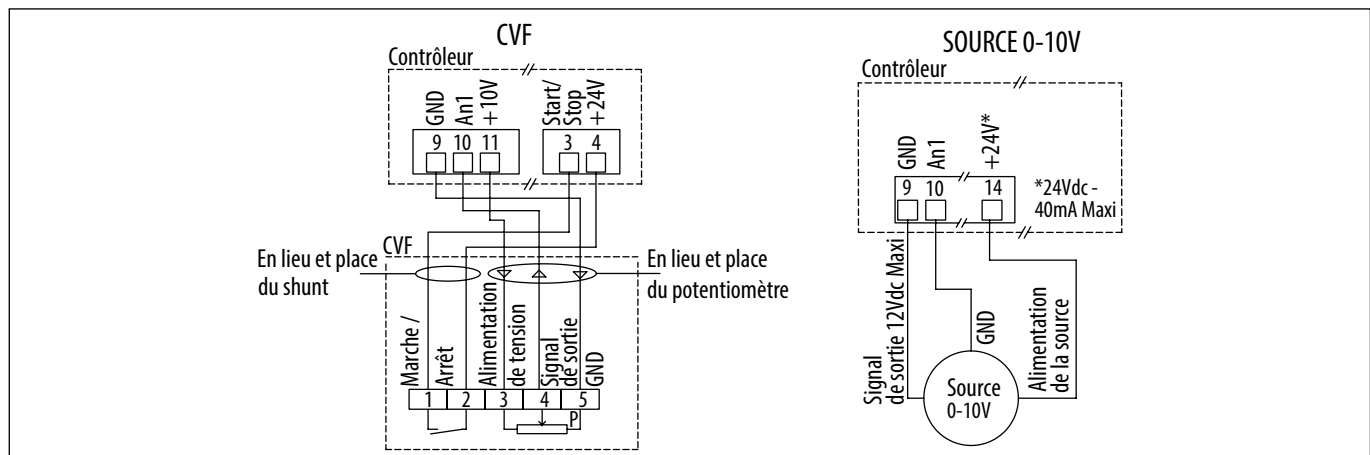 CVF
Contrôleur
GND
An1
+10V
Start/
Stop
+24V
9 10 11 3 4
CVF
En lieu et place
du shunt
En lieu et place
du potentiomètre
Marche /
Arrêt
Alimentation
de tension
Signal
de sortie
GND
1 2 3 4 5
P
SOURCE 0-10V
Contrôleur
GND
An1
+24V*
9 10 14
*24Vdc -
40mA Maxi
Signal
de sortie 12Vdc Maxi
GND
Alimentation
de la source
Source
0-10V